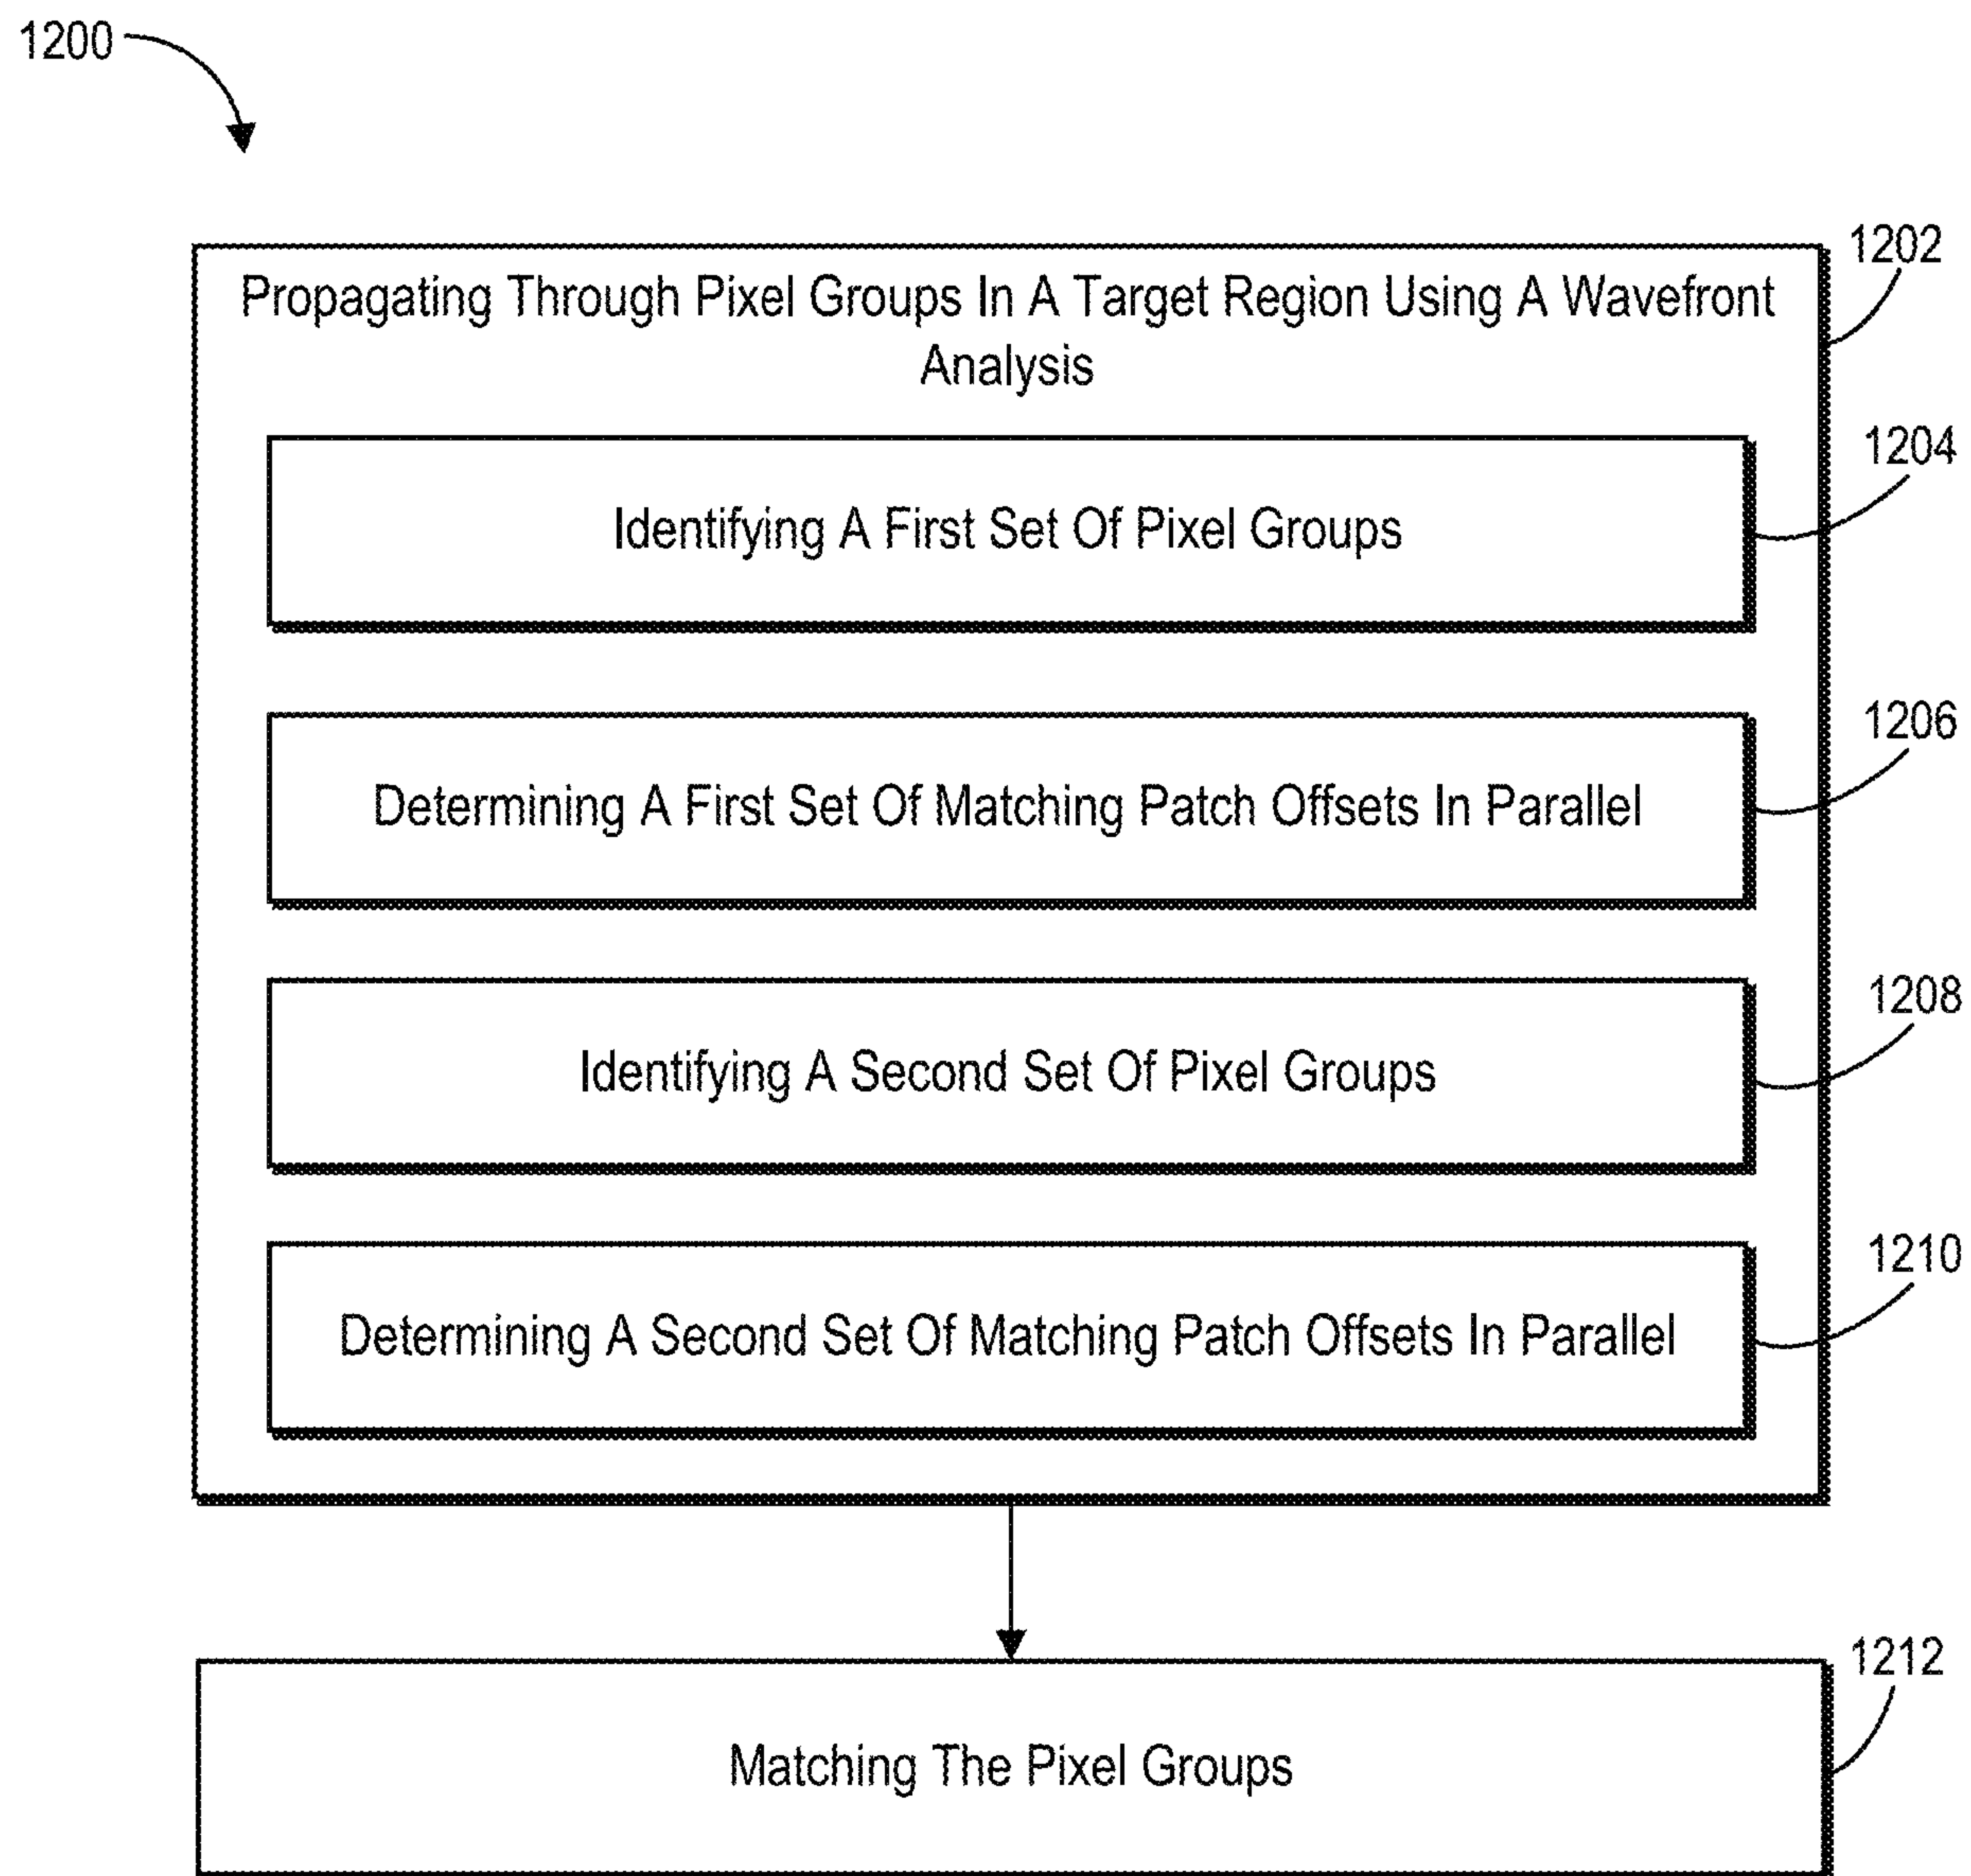 1200
1202
Propagating Through Pixel Groups In A Target Region Using A Wavefront
Analysis
1204
Identifying A First Set Of Pixel Groups
1206
Determining A First Set Of Matching Patch Offsets In Parallel
1208
Identifying A Second Set Of Pixel Groups
1210
Determining A Second Set Of Matching Patch Offsets In Parallel
1212
Matching The Pixel Groups